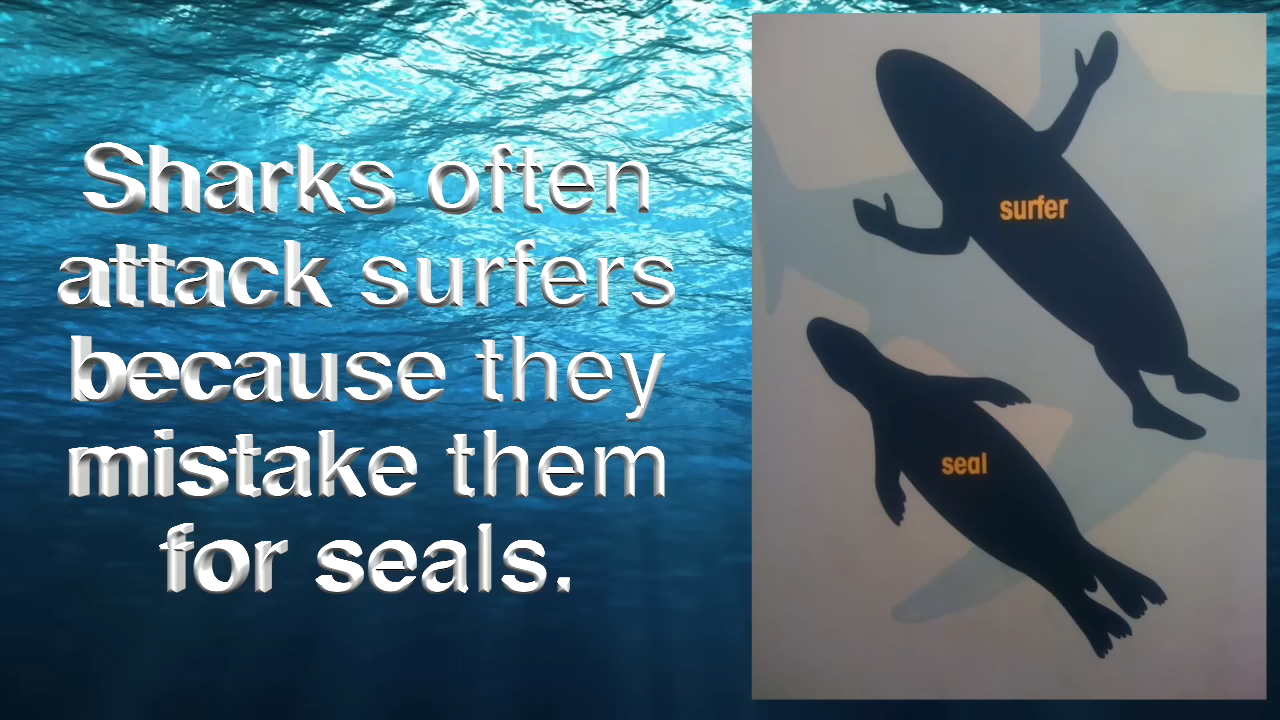 Sharks often
attack surfers
because they
mistake them
for seals.
surfer
seal